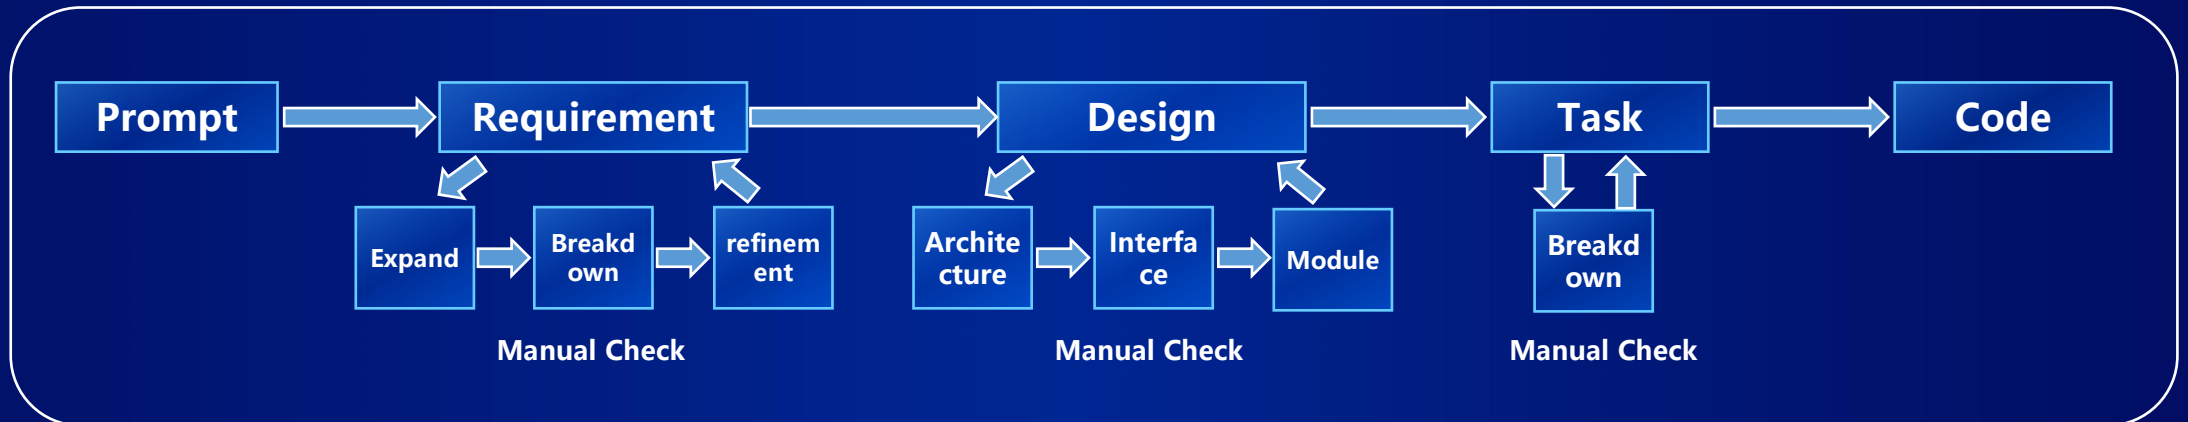 Prompt
Requirement
Design
Task
Code
Expand
Breakd
own
refinem
ent
Archite
cture
Interfa
ce
Module
Breakd
own
Manual Check
Manual Check
Manual Check